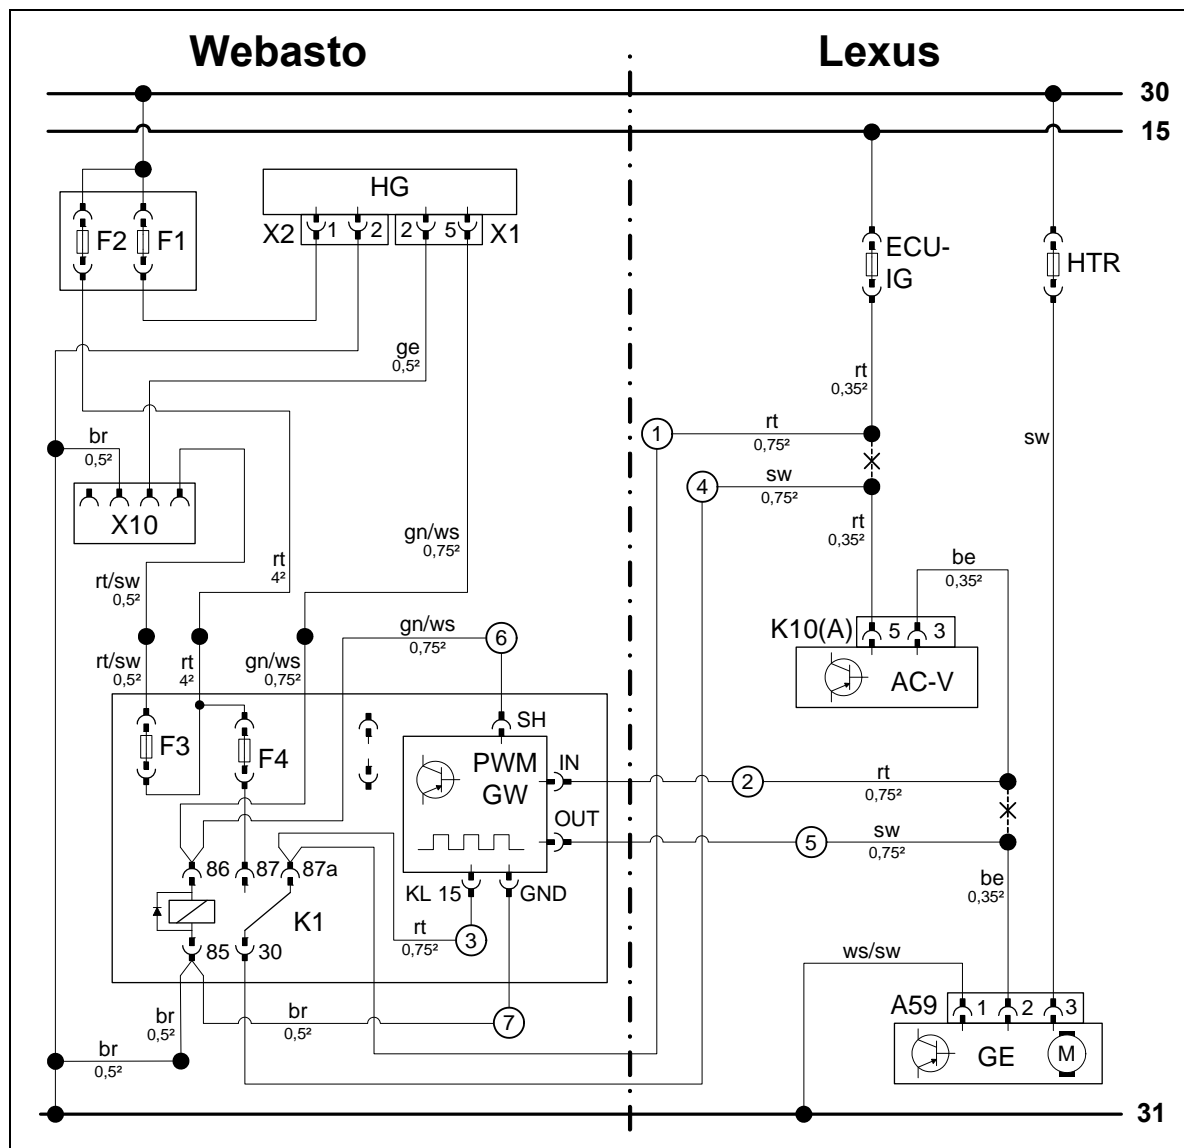 Webasto
Lexus
30
15
HG
F2
F1
X2
1
2
2
5
X1
ECU-
IG
HTR
ge
0,5²
rt
0,35²
br
0,5²
1
rt
0,75²
sw
4
sw
0,75²
X10
gn/ws
0,75²
rt
0,35²
rt
4²
rt/sw
0,5²
be
0,35²
gn/ws
0,75²
6
K10(A)
5
3
rt/sw
0,5²
rt
4²
gn/ws
0,75²
AC-V
SH
F3
F4
PWM
GW
IN
2
rt
0,75²
OUT
5
sw
0,75²
86
87
87a
KL 15
GND
be
0,35²
K1
rt
0,75²
3
85
30
ws/sw
A59
1
2
3
br
0,5²
br
0,5²
7
br
0,5²
GE
M
31